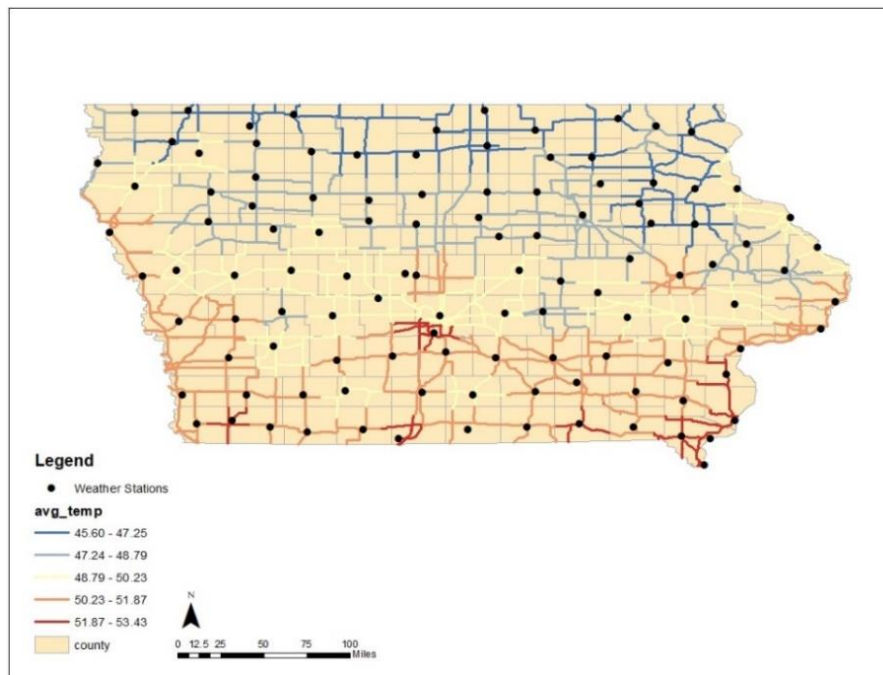 Legend
Weather Stations
avg_temp
45.60 - 47.25
47.24 - 48.79
48.79 - 50.23
50.23 - 51.87
51.87 - 53.43
county
N
0 12.5 25 50 75 100
Miles